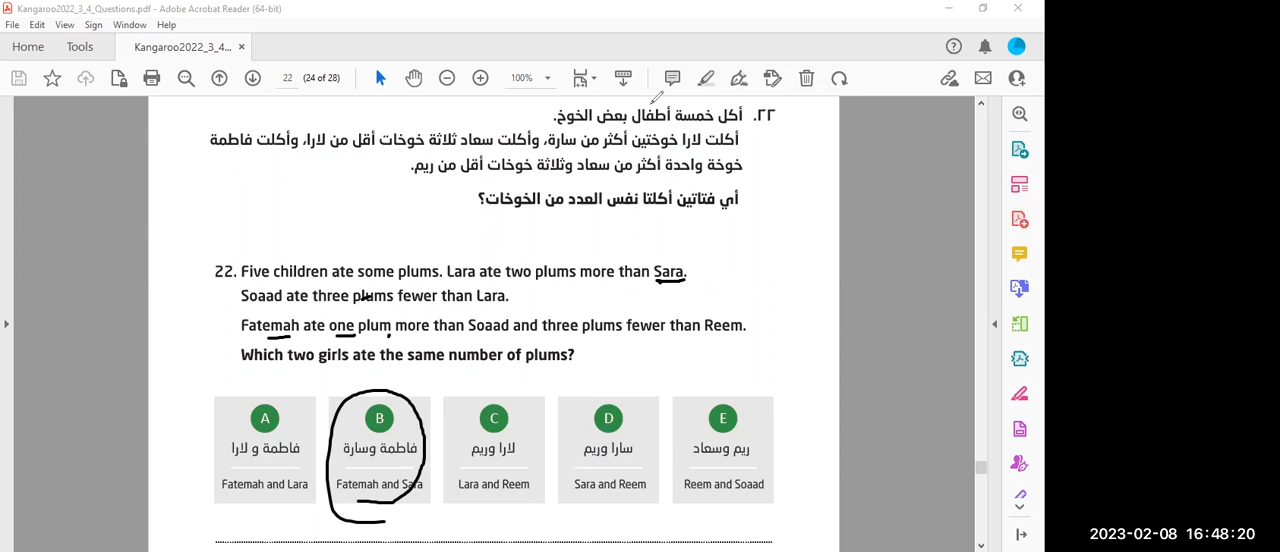 Kangaroo2022_3_4_Questions.pdf - Adobe Acrobat Reader (64-bit)
File Edit View Sign Window Help
Home Tools Kangaroo2022_3_4... ×
22 (24 of 28) 100%
٢٢. أكل خمسة أطفال بعض الخوخ.
أكلت لارا خوختين أكثر من سارة، وأكلت سعاد ثلاثة خوخات أقل من لارا، وأكلت فاطمة
خوخة واحدة أكثر من سعاد وثلاثة خوخات أقل من ريم.
أي فتاتين أكلتا نفس العدد من الخوخات؟
22. Five children ate some plums. Lara ate two plums more than Sara.
Soaad ate three plums fewer than Lara.
Fatemah ate one plum more than Soaad and three plums fewer than Reem.
Which two girls ate the same number of plums?
A B C D E
فاطمة و لارا فاطمة وسارة لارا وريم سارا وريم ريم وسعاد
Fatemah and Lara Fatemah and Sara Lara and Reem Sara and Reem Reem and Soaad
2023-02-08 16:48:20